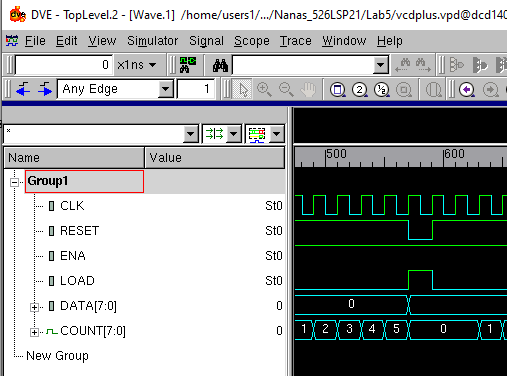 DVE - TopLevel.2 - [Wave.1] /home/users1/.../Nanas_526LSP21/Lab5/vcdplus.vpd@dcd140
File Edit View Simulator Signal Scope Trace Window Help
0 x1ns
Any Edge 1 2 ½
*
Name Value
500 600
Group1
CLK St0
RESET St0
ENA St0
LOAD St0
DATA[7:0] 0 0
COUNT[7:0] 0 1 2 3 4 5 0 1
New Group